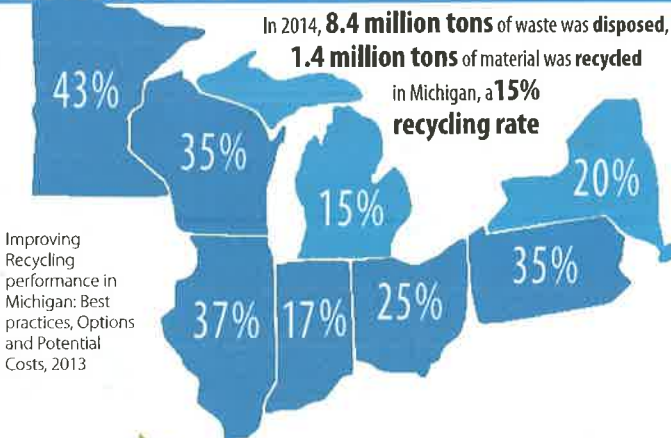 In 2014, 8.4 million tons of waste was disposed,
1.4 million tons of material was recycled
in Michigan, a 15%
recycling rate
43%
35%
15%
20%
37%
17%
25%
35%
Improving
Recycling
performance in
Michigan: Best
practices, Options
and Potential
Costs, 2013